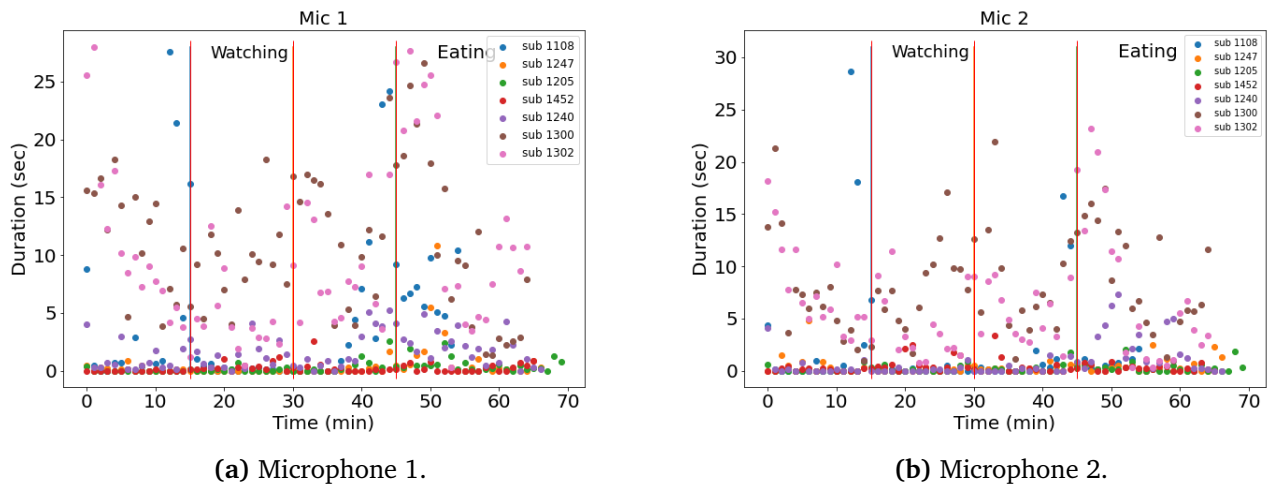 Mic 1
Watching
Eating
sub 1108
sub 1247
sub 1205
sub 1452
sub 1240
sub 1300
sub 1302
25
20
15
10
5
0
Duration (sec)
0 10 20 30 40 50 60 70
Time (min)
(a) Microphone 1.
Mic 2
Watching
Eating
sub 1108
sub 1247
sub 1205
sub 1452
sub 1240
sub 1300
sub 1302
30
25
20
15
10
5
0
Duration (sec)
0 10 20 30 40 50 60 70
Time (min)
(b) Microphone 2.